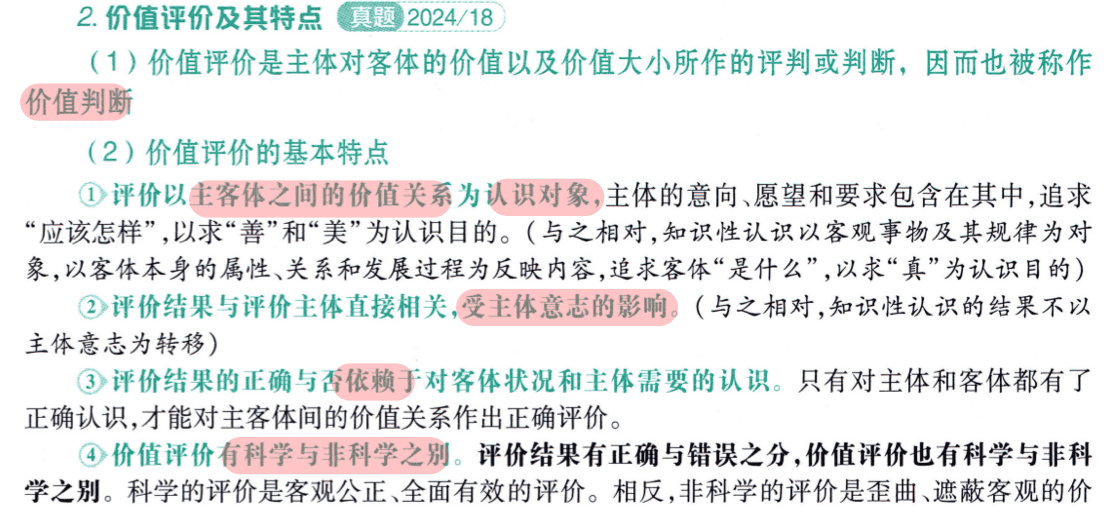 2. 价值评价及其特点 真题 2024/18
（1）价值评价是主体对客体的价值以及价值大小所作的评判或判断，因而也被称作
价值判断
（2）价值评价的基本特点
①评价以主客体之间的价值关系为认识对象,主体的意向、愿望和要求包含在其中,追求
“应该怎样”,以求“善”和“美”为认识目的。(与之相对,知识性认识以客观事物及其规律为对
象,以客体本身的属性、关系和发展过程为反映内容,追求客体“是什么”,以求“真”为认识目的)
②评价结果与评价主体直接相关,受主体意志的影响。(与之相对,知识性认识的结果不以
主体意志为转移)
③评价结果的正确与否依赖于对客体状况和主体需要的认识。只有对主体和客体都有了
正确认识,才能对主客体间的价值关系作出正确评价。
④价值评价有科学与非科学之别。评价结果有正确与错误之分,价值评价也有科学与非科
学之别。科学的评价是客观公正、全面有效的评价。相反,非科学的评价是歪曲、遮蔽客观的价